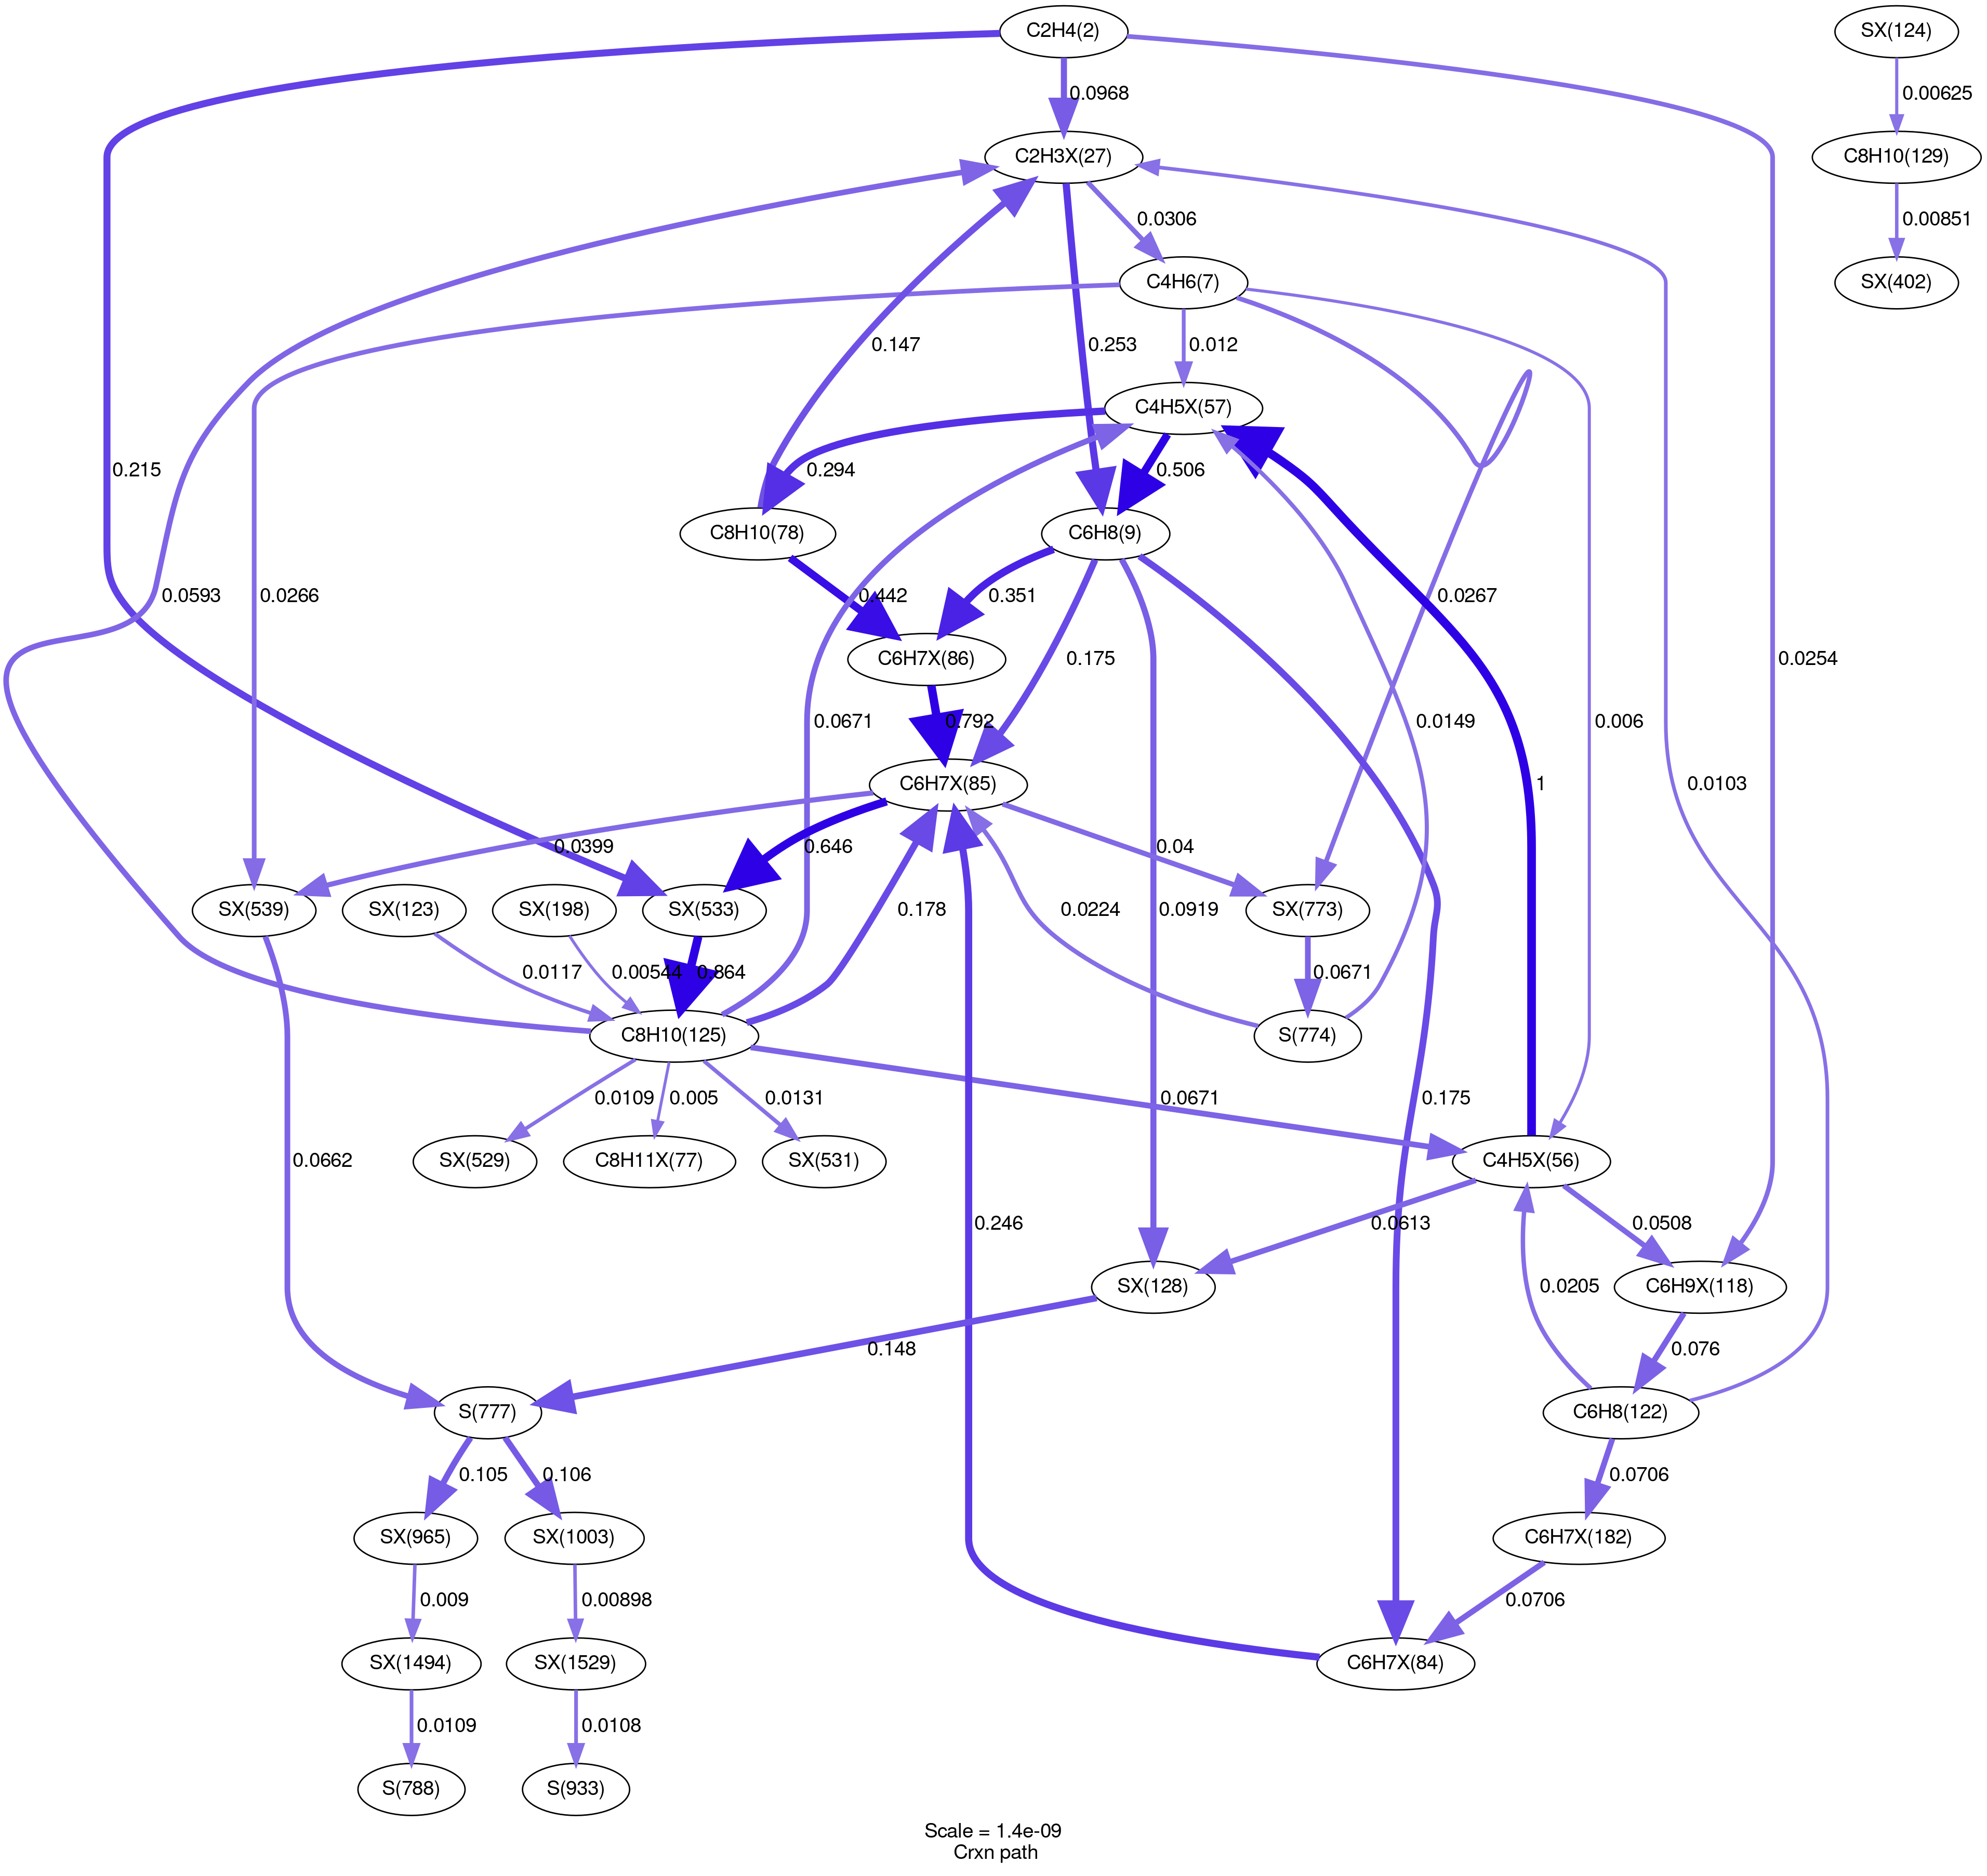 C2H4(2)
SX(124)
0.0968
0.00625
C2H3X(27)
C8H10(129)
0.0306
0.00851
C4H6(7)
SX(402)
0.147
0.253
0.012
C4H5X(57)
0.215
0.294
0.506
C8H10(78)
C6H8(9)
0.0593
0.0266
0.442
0.351
0.0267
C6H7X(86)
0.175
0.0254
0.0671
0.792
0.0149
0.006
0.0103
C6H7X(85)
1
0.0399
0.646
0.04
SX(539)
SX(123)
SX(198)
SX(533)
0.178
0.0224
0.0919
SX(773)
0.0117
0.00544
0.864
0.0671
C8H10(125)
S(774)
0.0109
0.005
0.0131
0.0671
0.175
0.0662
SX(529)
C8H11X(77)
SX(531)
C4H5X(56)
0.246
0.0613
0.0508
SX(128)
C6H9X(118)
0.0205
0.148
0.076
S(777)
C6H8(122)
0.105
0.106
0.0706
SX(965)
SX(1003)
C6H7X(182)
0.009
0.00898
0.0706
SX(1494)
SX(1529)
C6H7X(84)
0.0109
0.0108
S(788)
S(933)
Scale = 1.4e-09
Crxn path